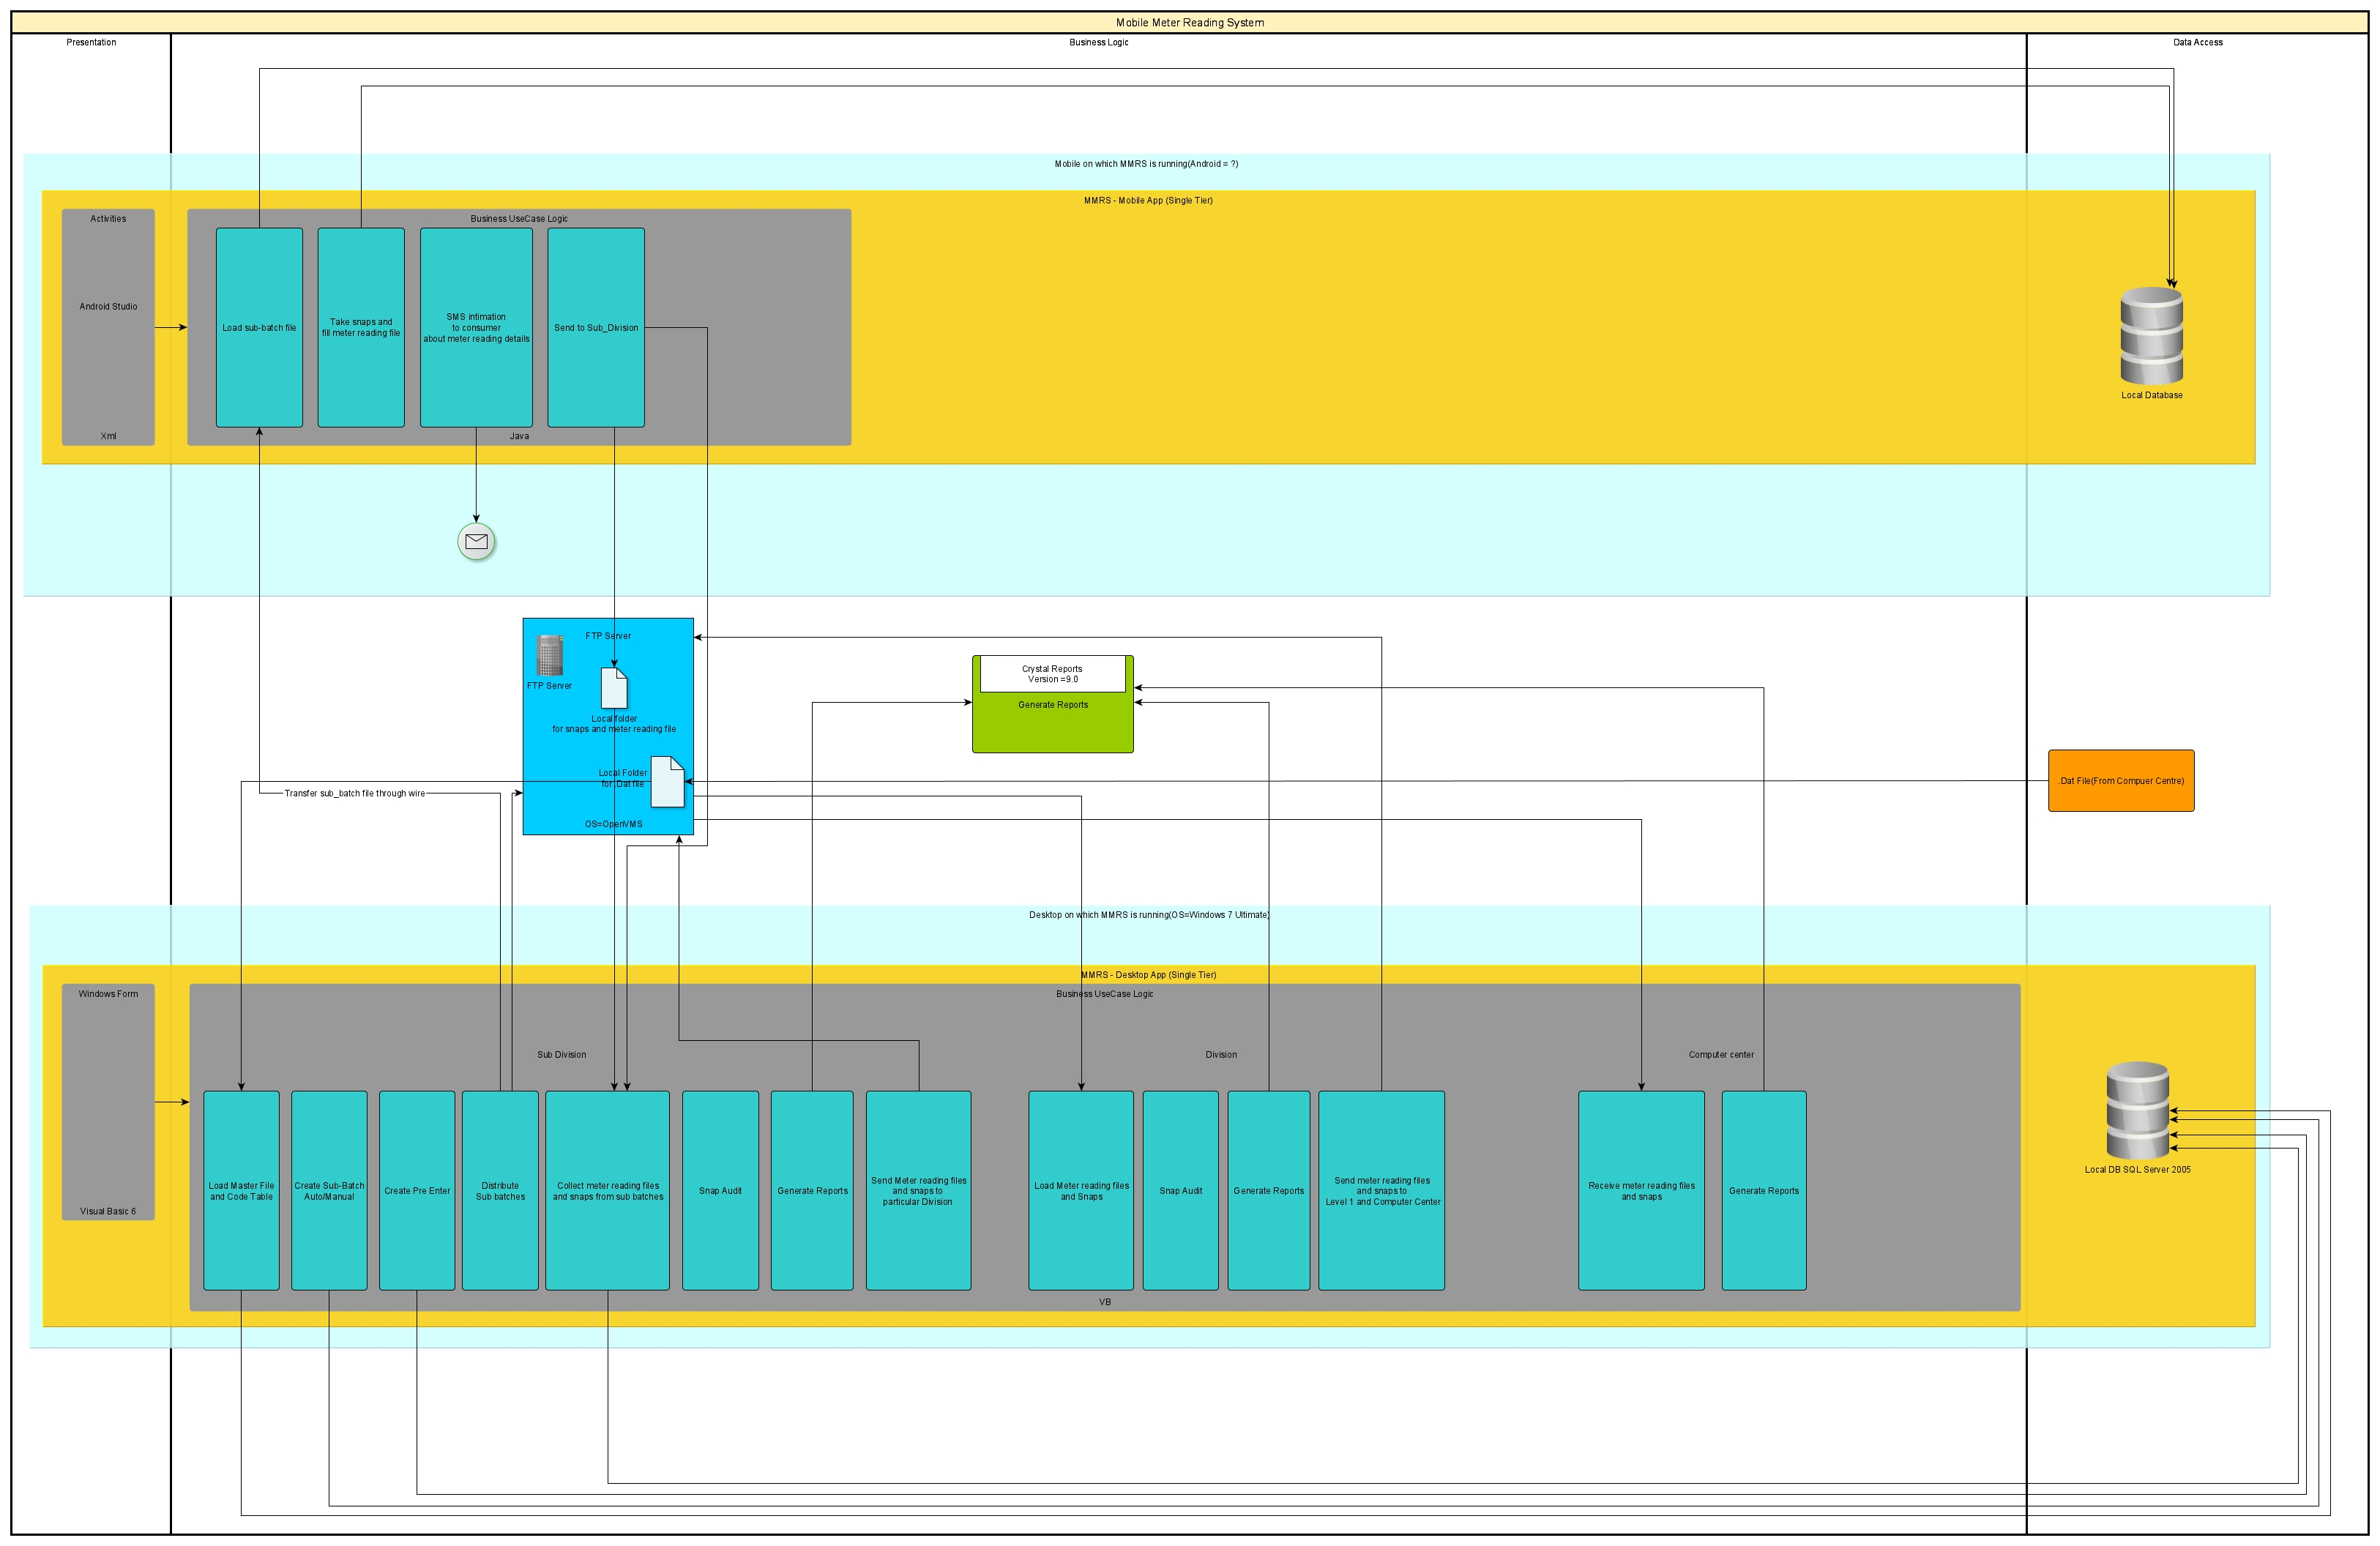 Mobile Meter Reading System
Presentation
Business Logic
Data Access
Mobile on which MMRS is running(Android = ?)
MMRS - Mobile App (Single Tier)
Activities
Android Studio
Xml
Business UseCase Logic
Load sub-batch file
Take snaps and
fill meter reading file
SMS intimation
to consumer
about meter reading details
Send to Sub_Division
Java
Local Database
FTP Server
FTP Server
Local folder
for snaps and meter reading file
Local Folder
for .Dat file
OS=OpenVMS
Crystal Reports
Version =9.0
Generate Reports
.Dat File(From Compuer Centre)
Transfer sub_batch file through wire
Desktop on which MMRS is running(OS=Windows 7 Ultimate)
MMRS - Desktop App (Single Tier)
Windows Form
Visual Basic 6
Business UseCase Logic
Sub Division
Division
Computer center
Load Master File
and Code Table
Create Sub-Batch
Auto/Manual
Create Pre Enter
Distribute
Sub batches
Collect meter reading files
and snaps from sub batches
Snap Audit
Generate Reports
Send Meter reading files
and snaps to
particular Division
Load Meter reading files
and Snaps
Snap Audit
Generate Reports
Send meter reading files
and snaps to
Level 1 and Computer Center
Receive meter reading files
and snaps
Generate Reports
VB
Local DB SQL Server 2005